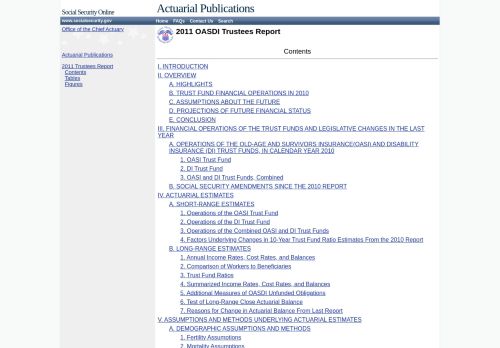 Social Security Online
Actuarial Publications
www.socialsecurity.gov
Home FAQs Contact Us Search
Office of the Chief Actuary
Actuarial Publications
2011 Trustees Report
Contents
Tables
Figures
2011 OASDI Trustees Report
Contents
I. INTRODUCTION
II. OVERVIEW
A. HIGHLIGHTS
B. TRUST FUND FINANCIAL OPERATIONS IN 2010
C. ASSUMPTIONS ABOUT THE FUTURE
D. PROJECTIONS OF FUTURE FINANCIAL STATUS
E. CONCLUSION
III. FINANCIAL OPERATIONS OF THE TRUST FUNDS AND LEGISLATIVE CHANGES IN THE LAST
YEAR
A. OPERATIONS OF THE OLD-AGE AND SURVIVORS INSURANCE(OASI) AND DISABILITY
INSURANCE (DI) TRUST FUNDS, IN CALENDAR YEAR 2010
1. OASI Trust Fund
2. DI Trust Fund
3. OASI and DI Trust Funds, Combined
B. SOCIAL SECURITY AMENDMENTS SINCE THE 2010 REPORT
IV. ACTUARIAL ESTIMATES
A. SHORT-RANGE ESTIMATES
1. Operations of the OASI Trust Fund
2. Operations of the DI Trust Fund
3. Operations of the Combined OASI and DI Trust Funds
4. Factors Underlying Changes in 10-Year Trust Fund Ratio Estimates From the 2010 Report
B. LONG-RANGE ESTIMATES
1. Annual Income Rates, Cost Rates, and Balances
2. Comparison of Workers to Beneficiaries
3. Trust Fund Ratios
4. Summarized Income Rates, Cost Rates, and Balances
5. Additional Measures of OASDI Unfunded Obligations
6. Test of Long-Range Close Actuarial Balance
7. Reasons for Change in Actuarial Balance From Last Report
V. ASSUMPTIONS AND METHODS UNDERLYING ACTUARIAL ESTIMATES
A. DEMOGRAPHIC ASSUMPTIONS AND METHODS
1. Fertility Assumptions
2. Mortality Assumptions